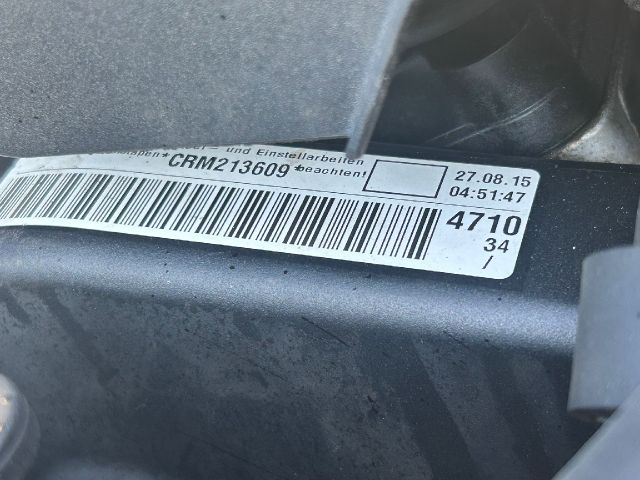 und Einstellarbeiten
*CRM213609* beachten!
27.08.15
04:51:47
4710
34
/